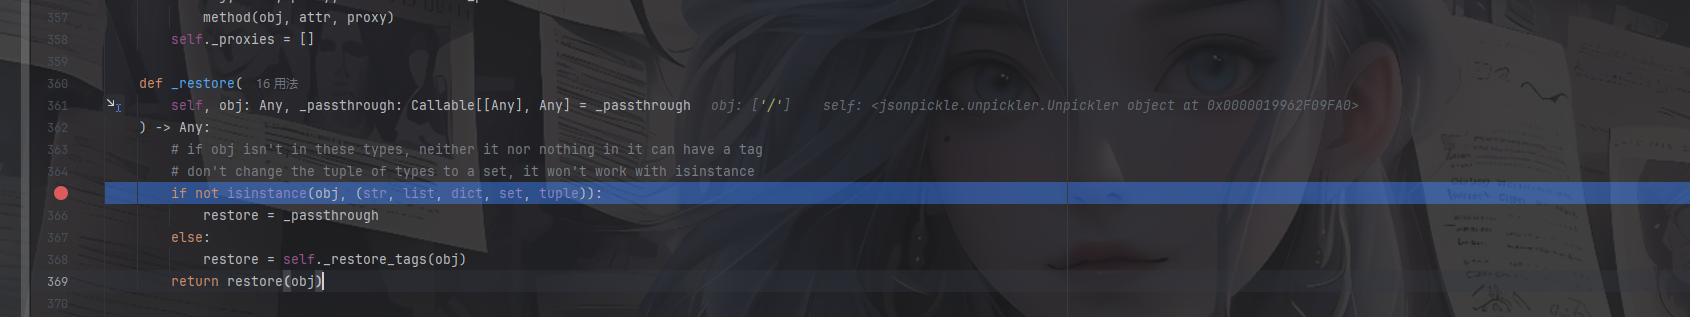 357 method(obj, attr, proxy)
358 self._proxies = []
359
360 def _restore( 16 用法
361 self, obj: Any, _passthrough: Callable[[Any], Any] = _passthrough obj: ['/'] self: <jsonpickle.unpickler.Unpickler object at 0x0000019962F09FA0>
362 ) -> Any:
363 # if obj isn't in these types, neither it nor nothing in it can have a tag
364 # don't change the tuple of types to a set, it won't work with isinstance
if not isinstance(obj, (str, list, dict, set, tuple)):
366 restore = _passthrough
367 else:
368 restore = self._restore_tags(obj)
369 return restore(obj)
370